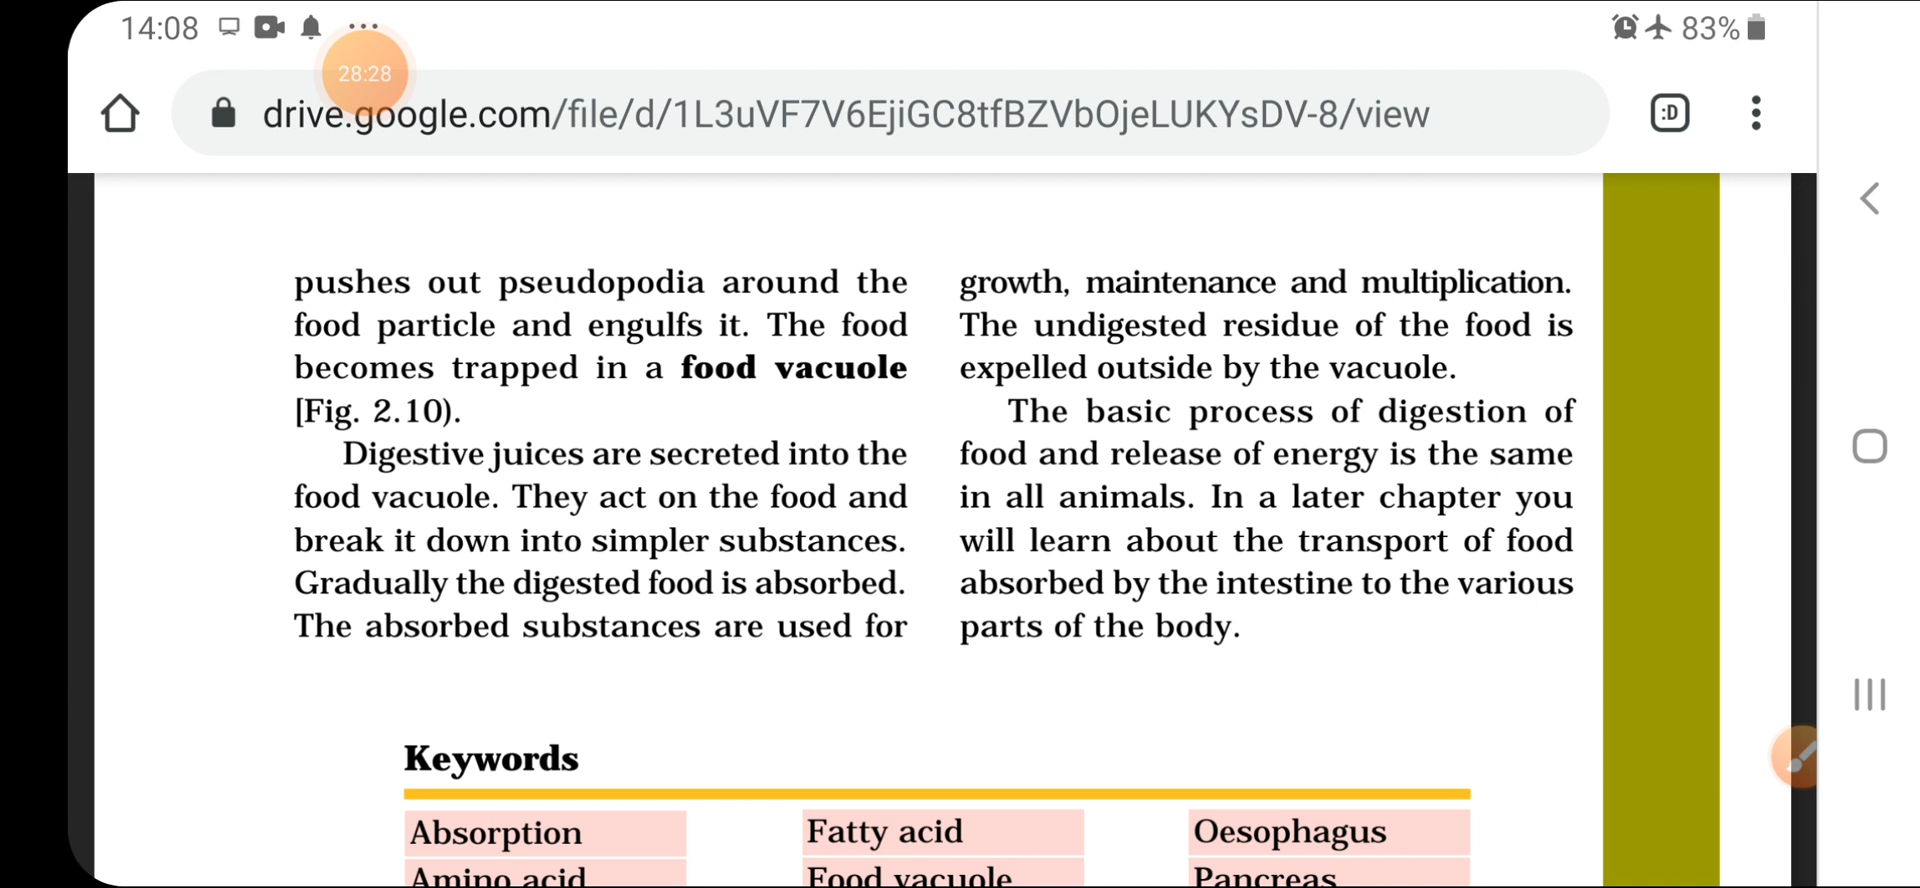 14:08
83%
28:28
drive.google.com/file/d/1L3uVF7V6EjiGC8tfBZVbOjeLUKYsDV-8/view
:D
pushes out pseudopodia around the
food particle and engulfs it. The food
becomes trapped in a food vacuole
[Fig. 2.10).
Digestive juices are secreted into the
food vacuole. They act on the food and
break it down into simpler substances.
Gradually the digested food is absorbed.
The absorbed substances are used for
growth, maintenance and multiplication.
The undigested residue of the food is
expelled outside by the vacuole.
The basic process of digestion of
food and release of energy is the same
in all animals. In a later chapter you
will learn about the transport of food
absorbed by the intestine to the various
parts of the body.
Keywords
Absorption
Fatty acid
Oesophagus
Amino acid
Food vacuole
Pancreas